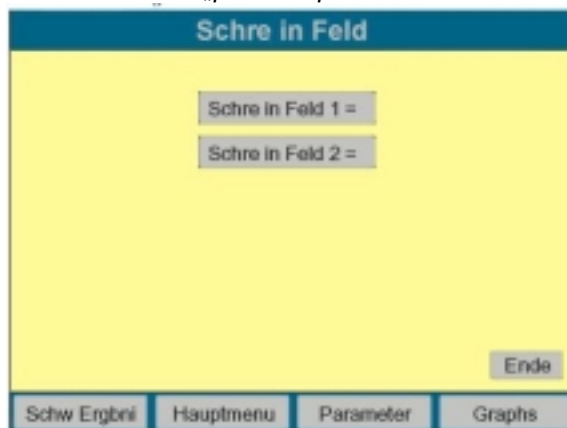 Schre in Feld
Schre in Feld 1 =
Schre in Feld 2 =
Ende
Schw Ergbni Hauptmenu Parameter Graphs